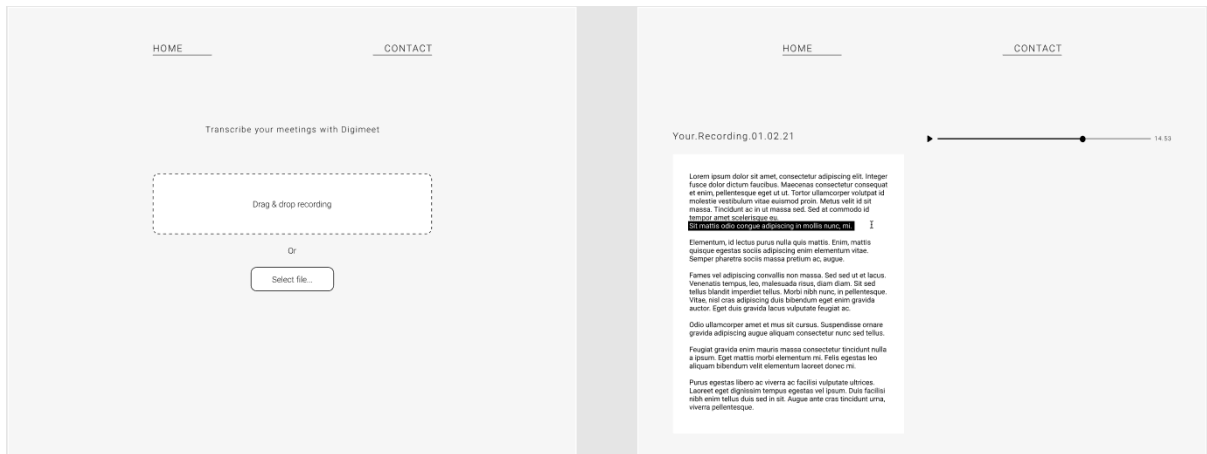 HOME
CONTACT
Transcribe your meetings with Digimeet
Drag & drop recording
Or
Select file...
HOME
CONTACT
Your.Recording.01.02.21
14.53
Lorem ipsum dolor sit amet, consectetur adipiscing elit. Integer
fusce dolor dictum faucibus. Maecenas consectetur consequat
et enim, pellentesque eget ut ut. Tortor ullamcorper volutpat id
molestie vestibulum vitae euismod proin. Metus velit id sit
massa. Tincidunt ac in ut massa sed. Sed at commodo id
tempor amet scelerisque eu.
Sit mattis odio congue adipiscing in mollis nunc, mi.
Elementum, id lectus purus nulla quis mattis. Enim, mattis
quisque egestas sociis adipiscing enim elementum vitae.
Semper pharetra sociis massa pretium ac, augue.
Fames vel adipiscing convallis non massa. Sed sed ut et lacus.
Venenatis tempus, leo, malesuada risus, diam diam. Sit sed
tellus blandit imperdiet tellus. Morbi nibh nunc, in pellentesque.
Vitae, nisl cras adipiscing duis bibendum eget enim gravida
auctor. Eget duis gravida lacus vulputate feugiat ac.
Odio ullamcorper amet et mus sit cursus. Suspendisse ornare
gravida adipiscing augue aliquam consectetur nunc sed tellus.
Feugiat gravida enim mauris massa consectetur tincidunt nulla
a ipsum. Eget mattis morbi elementum mi. Felis egestas leo
aliquam bibendum velit elementum laoreet donec mi.
Purus egestas libero ac viverra ac facilisi vulputate ultrices.
Laoreet eget dignissim tempus egestas vel ipsum. Duis facilisi
nibh enim tellus duis sed in sit. Augue ante cras tincidunt urna,
viverra pellentesque.